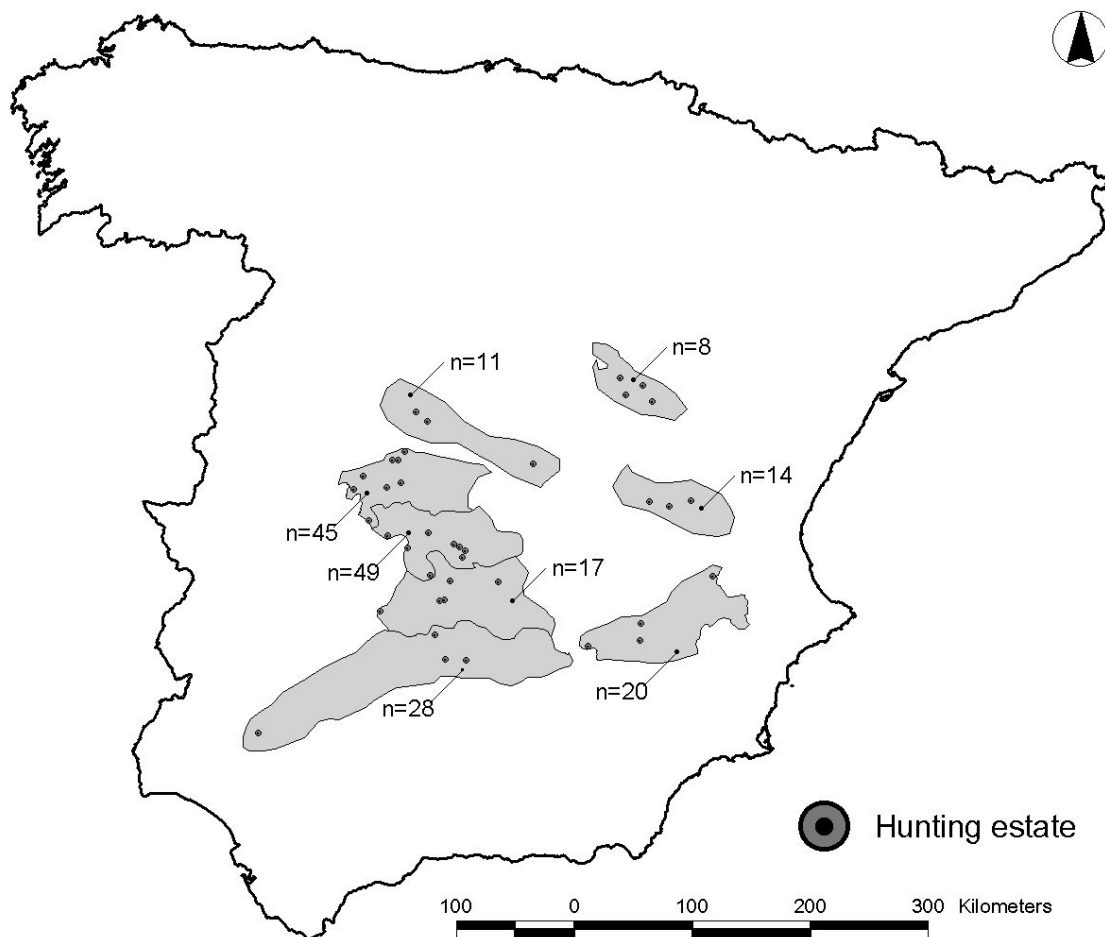 n=8
n=11
n=14
n=45
n=49
n=17
n=20
n=28
Hunting estate
100 0 100 200 300 Kilometers